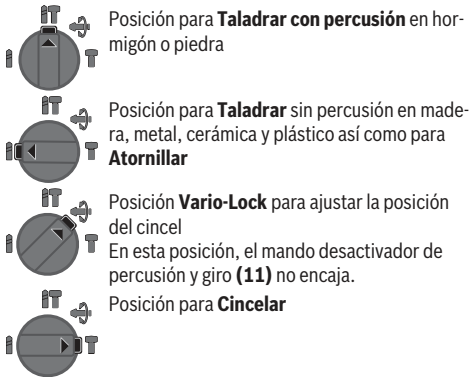 Posición para Taladrar con percusión en hor-
migón o piedra
Posición para Taladrar sin percusión en made-
ra, metal, cerámica y plástico así como para
Atornillar
Posición Vario-Lock para ajustar la posición
del cincel
En esta posición, el mando desactivador de
percusión y giro (11) no encaja.
Posición para Cincelar